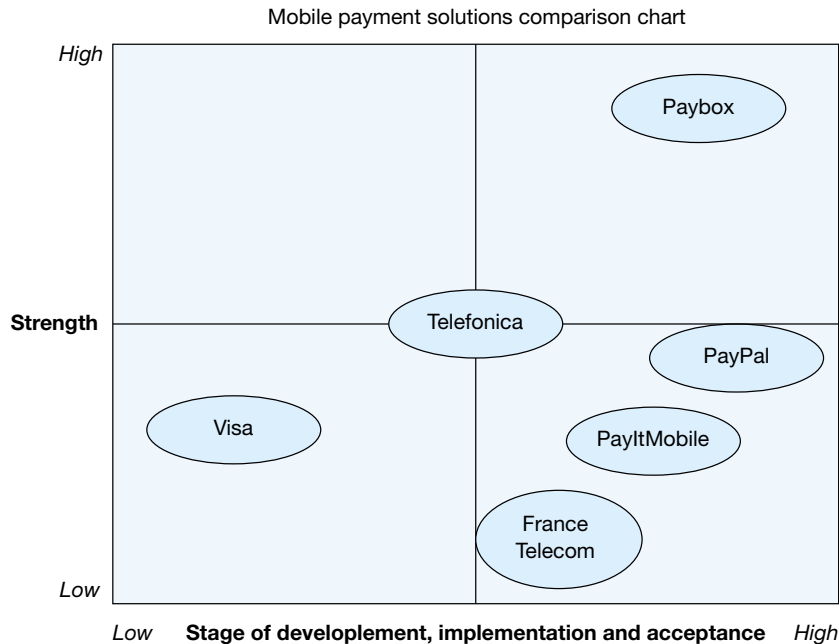 Mobile payment solutions comparison chart
High
Paybox
Strength
Telefonica
PayPal
Visa
PayItMobile
France
Telecom
Low
Low Stage of developement, implementation and acceptance High